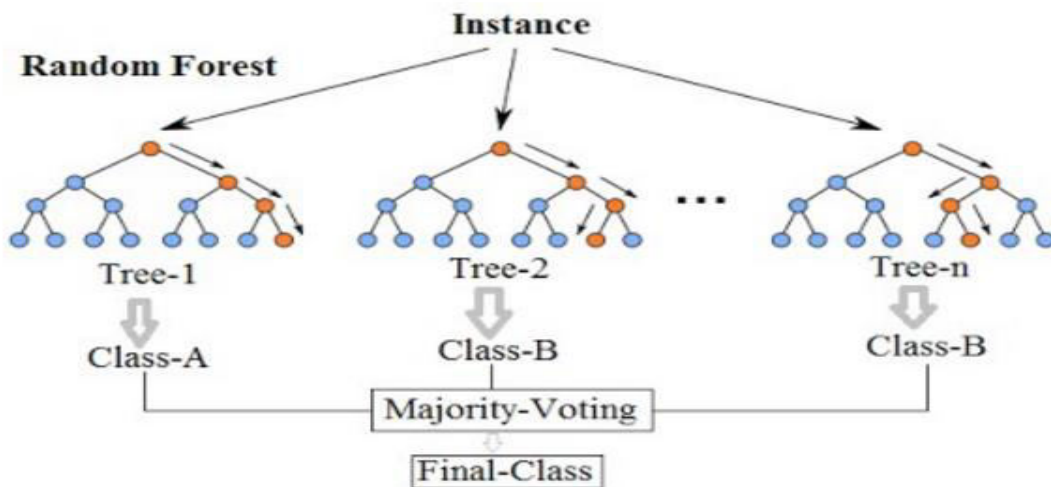 Instance
Random Forest
...
Tree-1
Tree-2
Tree-n
Class-A
Class-B
Class-B
Majority-Voting
Final-Class